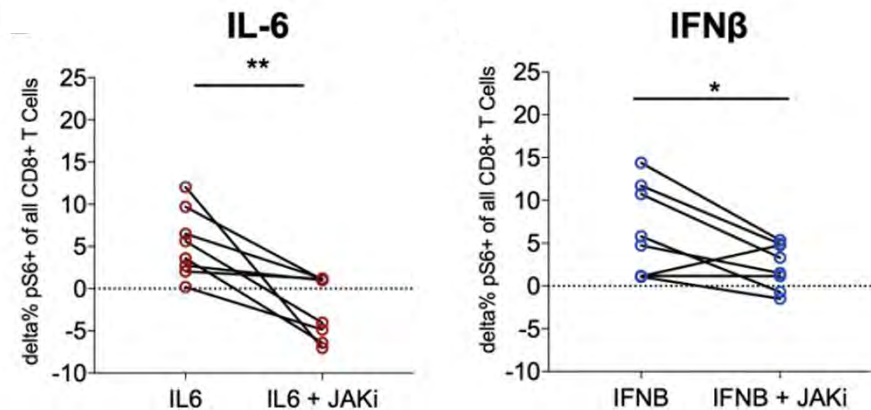 IL-6
**
delta% pS6+ of all CD8+ T Cells
25
20
15
10
5
0
-5
-10
IL6
IL6 + JAKi
IFNβ
*
delta% pS6+ of all CD8+ T Cells
25
20
15
10
5
0
-5
-10
IFNB
IFNB + JAKi